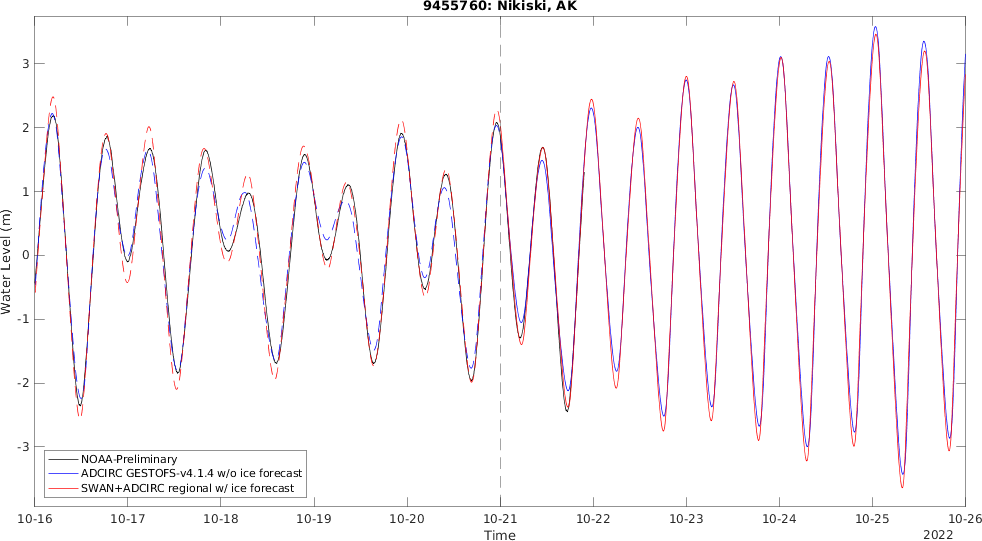 9455760: Nikiski, AK
Water Level (m)
3
2
1
0
-1
-2
-3
NOAA-Preliminary
ADCIRC GESTOFS-v4.1.4 w/o ice forecast
SWAN+ADCIRC regional w/ ice forecast
10-16 10-17 10-18 10-19 10-20 10-21 10-22 10-23 10-24 10-25 10-26
Time
2022